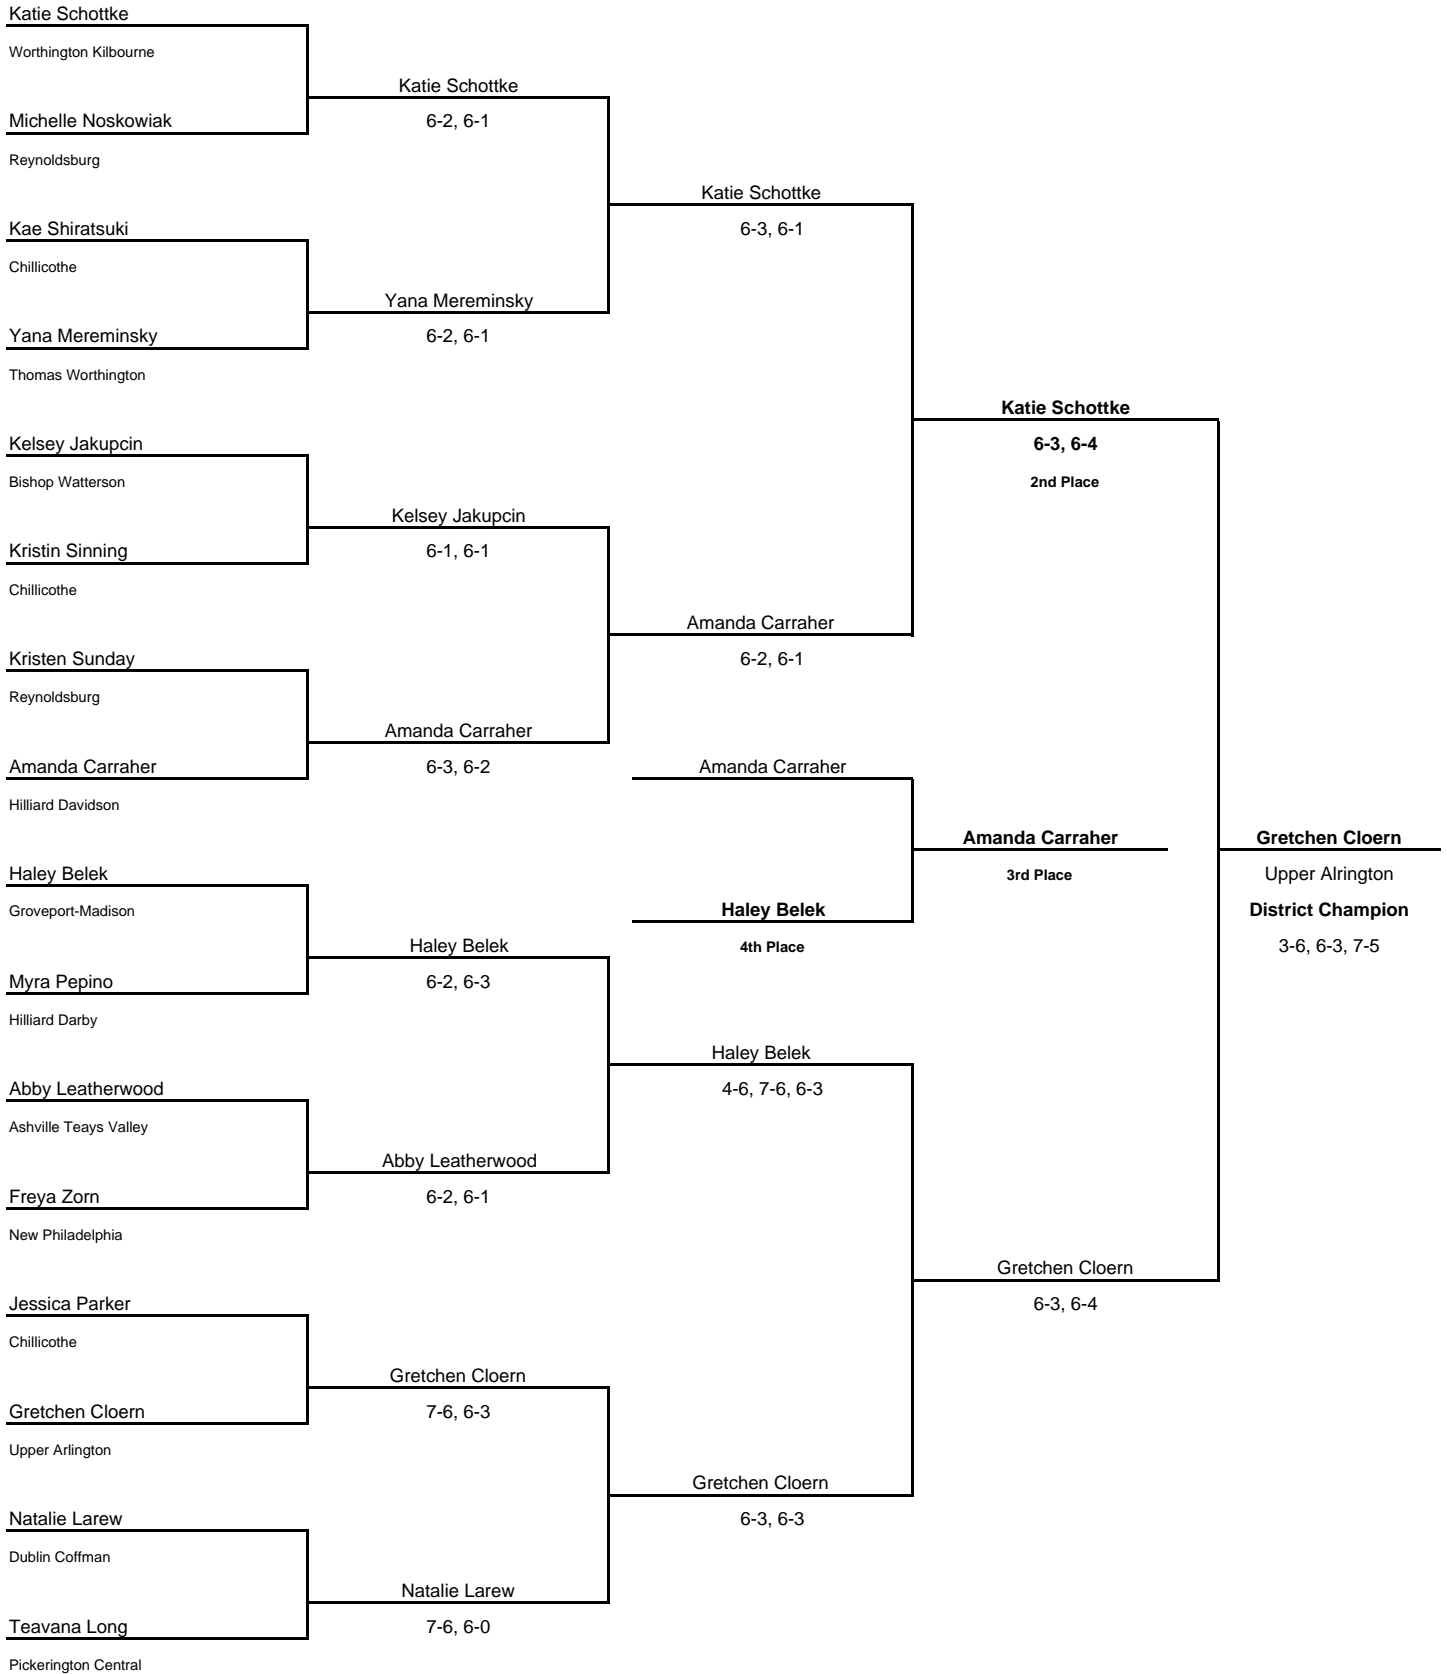 Katie Schottke
Worthington Kilbourne
Katie Schottke
Michelle Noskowiak
6-2, 6-1
Reynoldsburg
Katie Schottke
Kae Shiratsuki
6-3, 6-1
Chillicothe
Yana Mereminsky
Yana Mereminsky
6-2, 6-1
Thomas Worthington
Katie Schottke
Kelsey Jakupcin
6-3, 6-4
Bishop Watterson
2nd Place
Kelsey Jakupcin
Kristin Sinning
6-1, 6-1
Chillicothe
Amanda Carraher
Kristen Sunday
6-2, 6-1
Reynoldsburg
Amanda Carraher
Amanda Carraher
6-3, 6-2
Amanda Carraher
Hilliard Davidson
Amanda Carraher
Gretchen Cloern
Haley Belek
3rd Place
Upper Alrington
Groveport-Madison
Haley Belek
District Champion
Haley Belek
4th Place
3-6, 6-3, 7-5
Myra Pepino
6-2, 6-3
Hilliard Darby
Haley Belek
Abby Leatherwood
4-6, 7-6, 6-3
Ashville Teays Valley
Abby Leatherwood
Freya Zorn
6-2, 6-1
New Philadelphia
Gretchen Cloern
Jessica Parker
6-3, 6-4
Chillicothe
Gretchen Cloern
Gretchen Cloern
7-6, 6-3
Upper Arlington
Gretchen Cloern
Natalie Larew
6-3, 6-3
Dublin Coffman
Natalie Larew
Teavana Long
7-6, 6-0
Pickerington Central